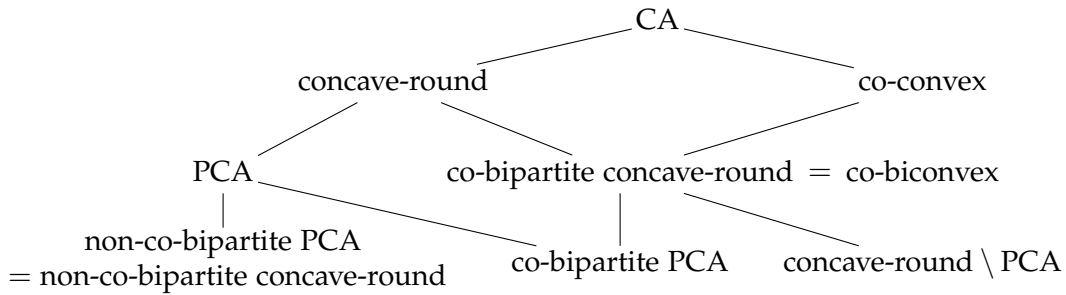 CA
concave-round co-convex
PCA co-bipartite concave-round = co-biconvex
non-co-bipartite PCA
= non-co-bipartite concave-round co-bipartite PCA concave-round \ PCA